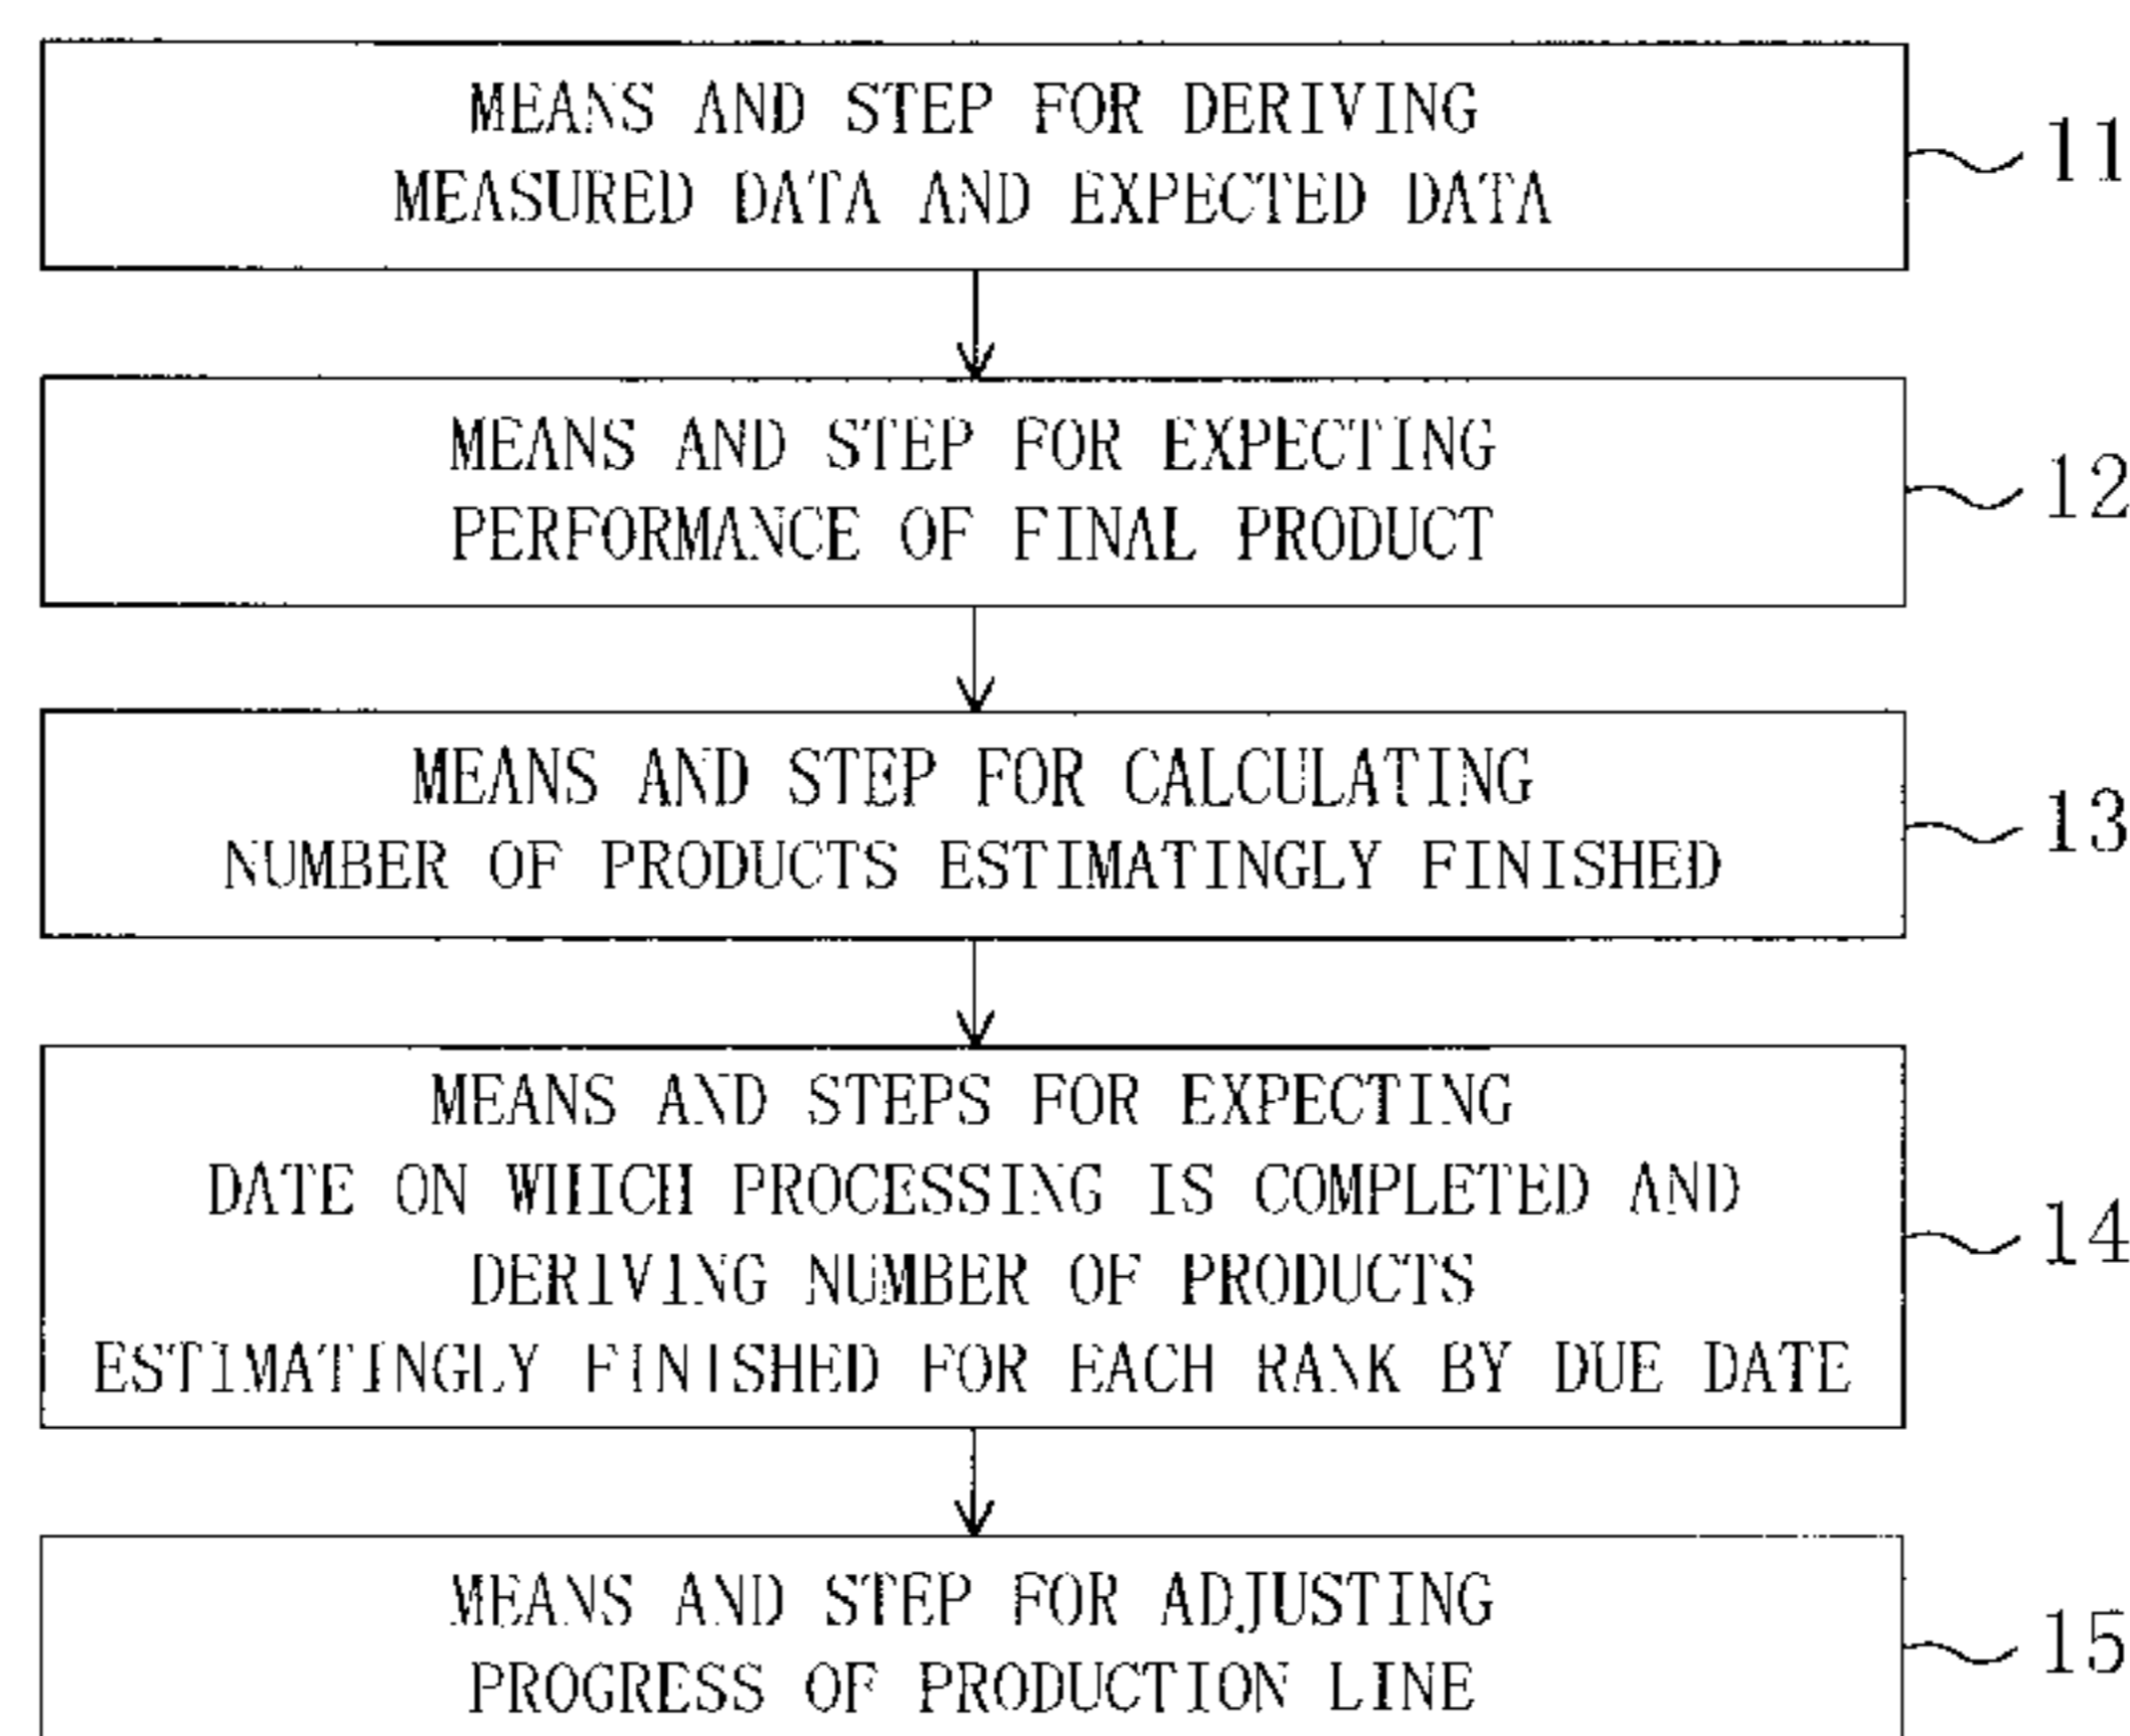 MEANS AND STEP FOR DERIVING
MEASURED DATA AND EXPECTED DATA
11
MEANS AND STEP FOR EXPECTING
PERFORMANCE OF FINAL PRODUCT
12
MEANS AND STEP FOR CALCULATING
NUMBER OF PRODUCTS ESTIMATINGLY FINISHED
13
MEANS AND STEPS FOR EXPECTING
DATE ON WHICH PROCESSING IS COMPLETED AND
DERIVING NUMBER OF PRODUCTS
ESTIMATINGLY FINISHED FOR EACH RANK BY DUE DATE
14
MEANS AND STEP FOR ADJUSTING
PROGRESS OF PRODUCTION LINE
15